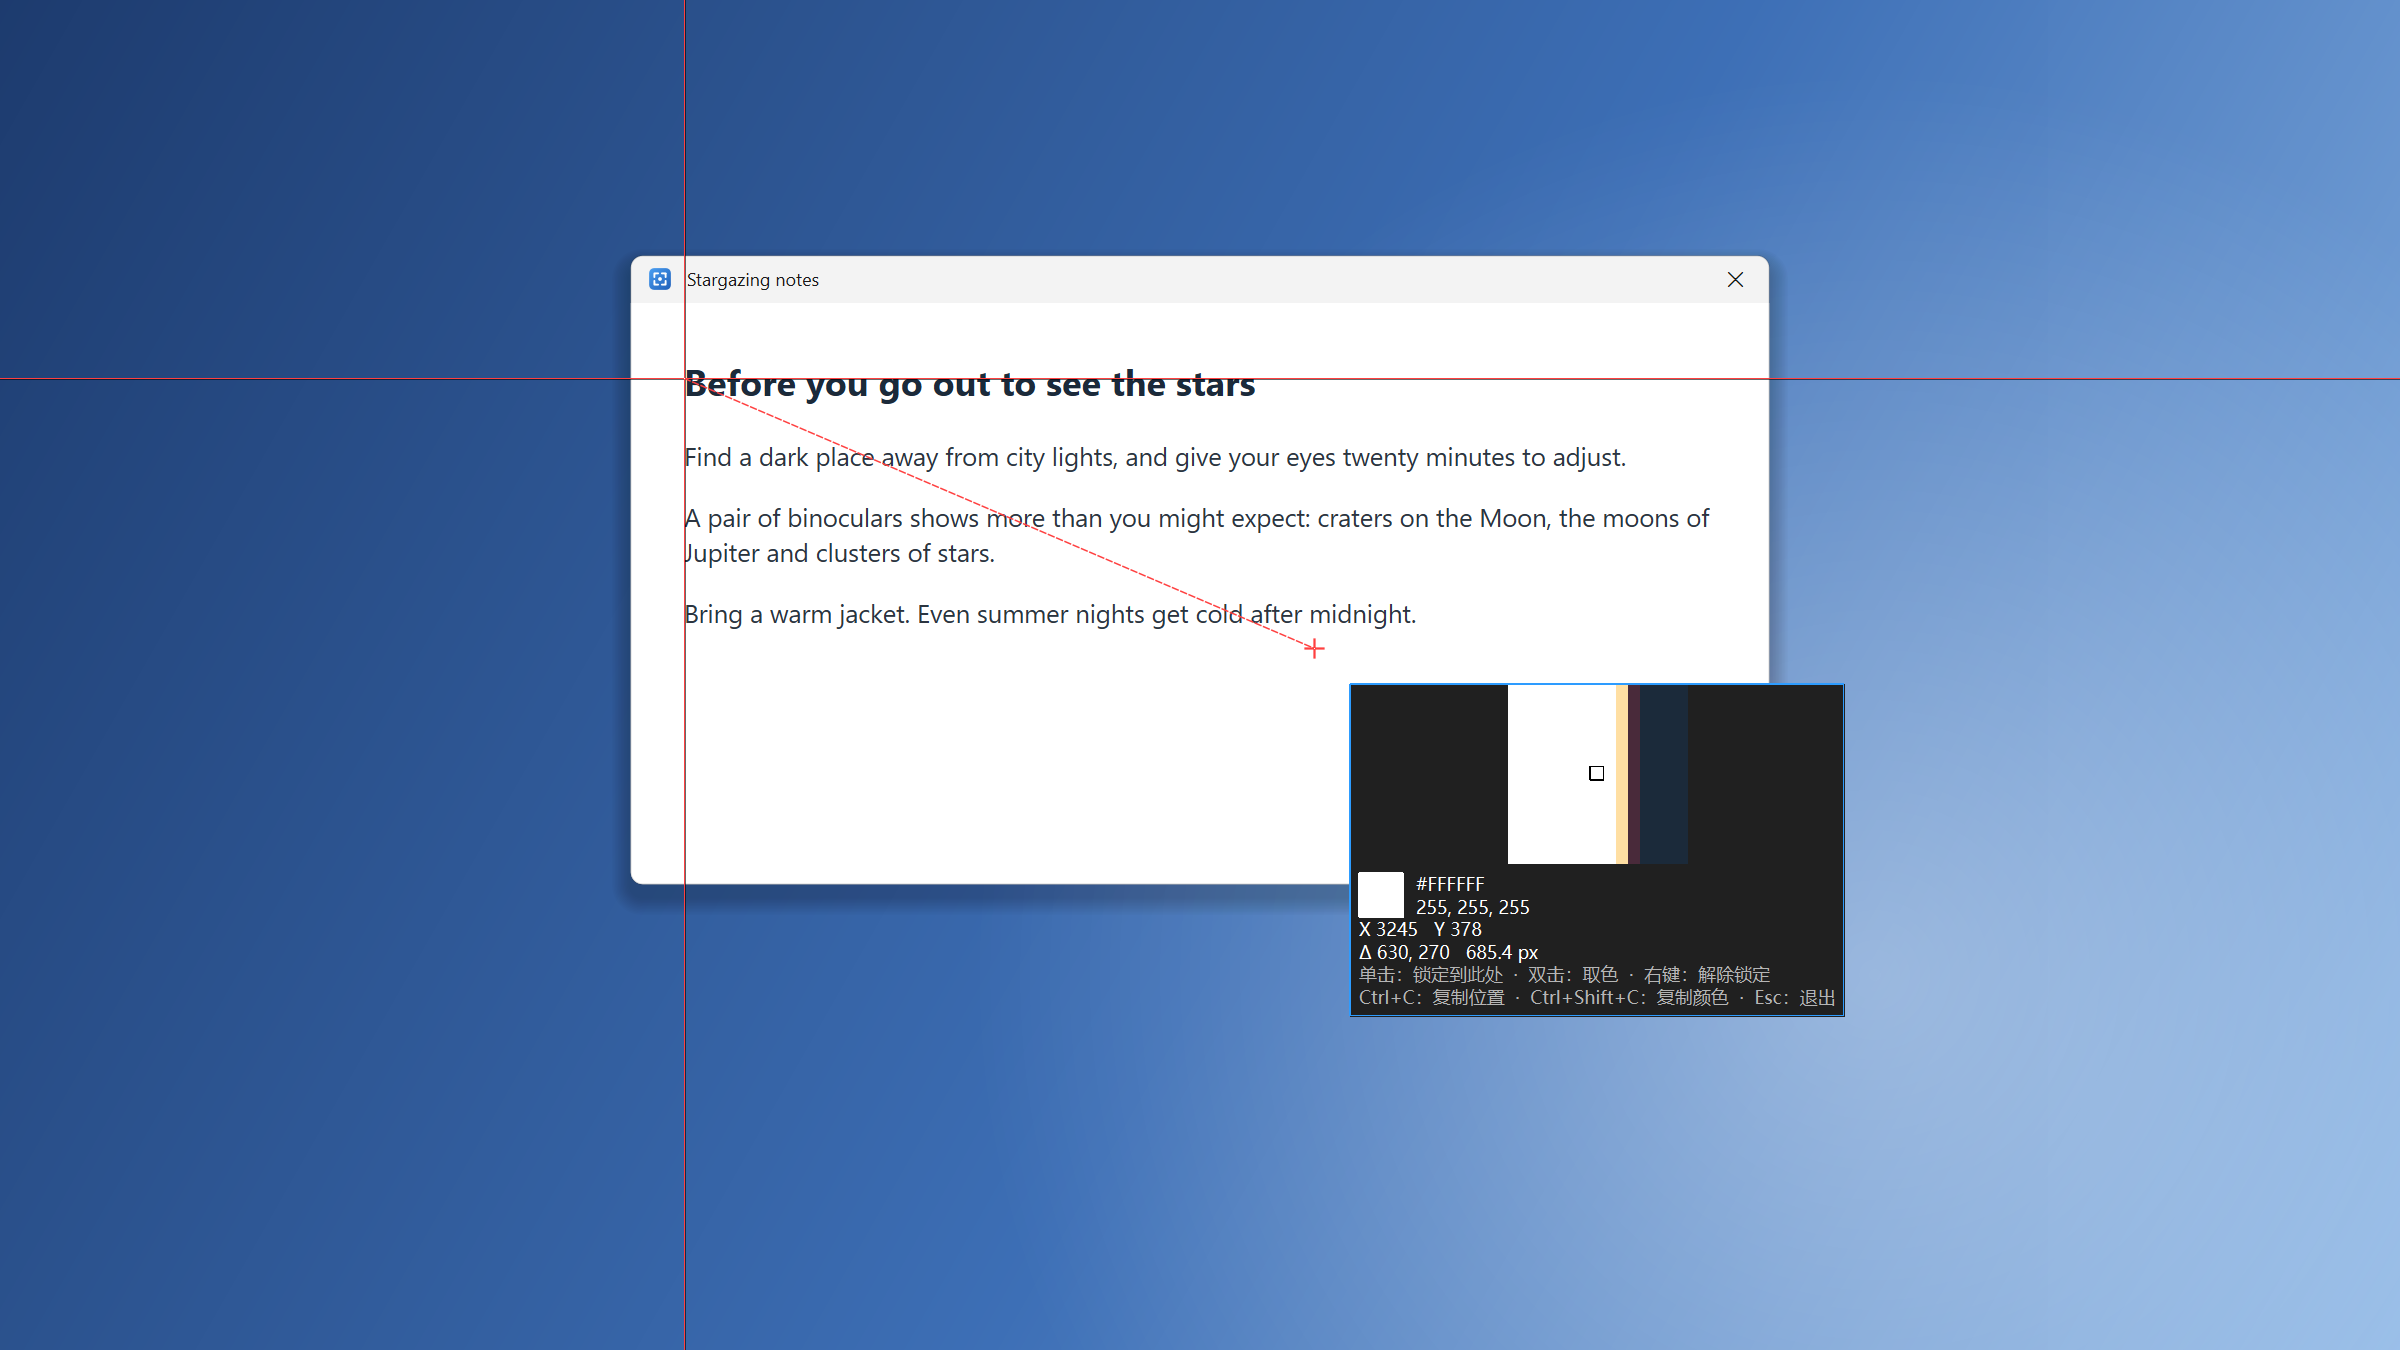 Stargazing notes
Before you go out to see the stars
Find a dark place away from city lights, and give your eyes twenty minutes to adjust.
A pair of binoculars shows more than you might expect: craters on the Moon, the moons of
Jupiter and clusters of stars.
Bring a warm jacket. Even summer nights get cold after midnight.
#FFFFFF
255, 255, 255
X 3245 Y 378
Δ 630, 270 685.4 px
单击：锁定到此处 · 双击：取色 · 右键：解除锁定
Ctrl+C：复制位置 · Ctrl+Shift+C：复制颜色 · Esc：退出